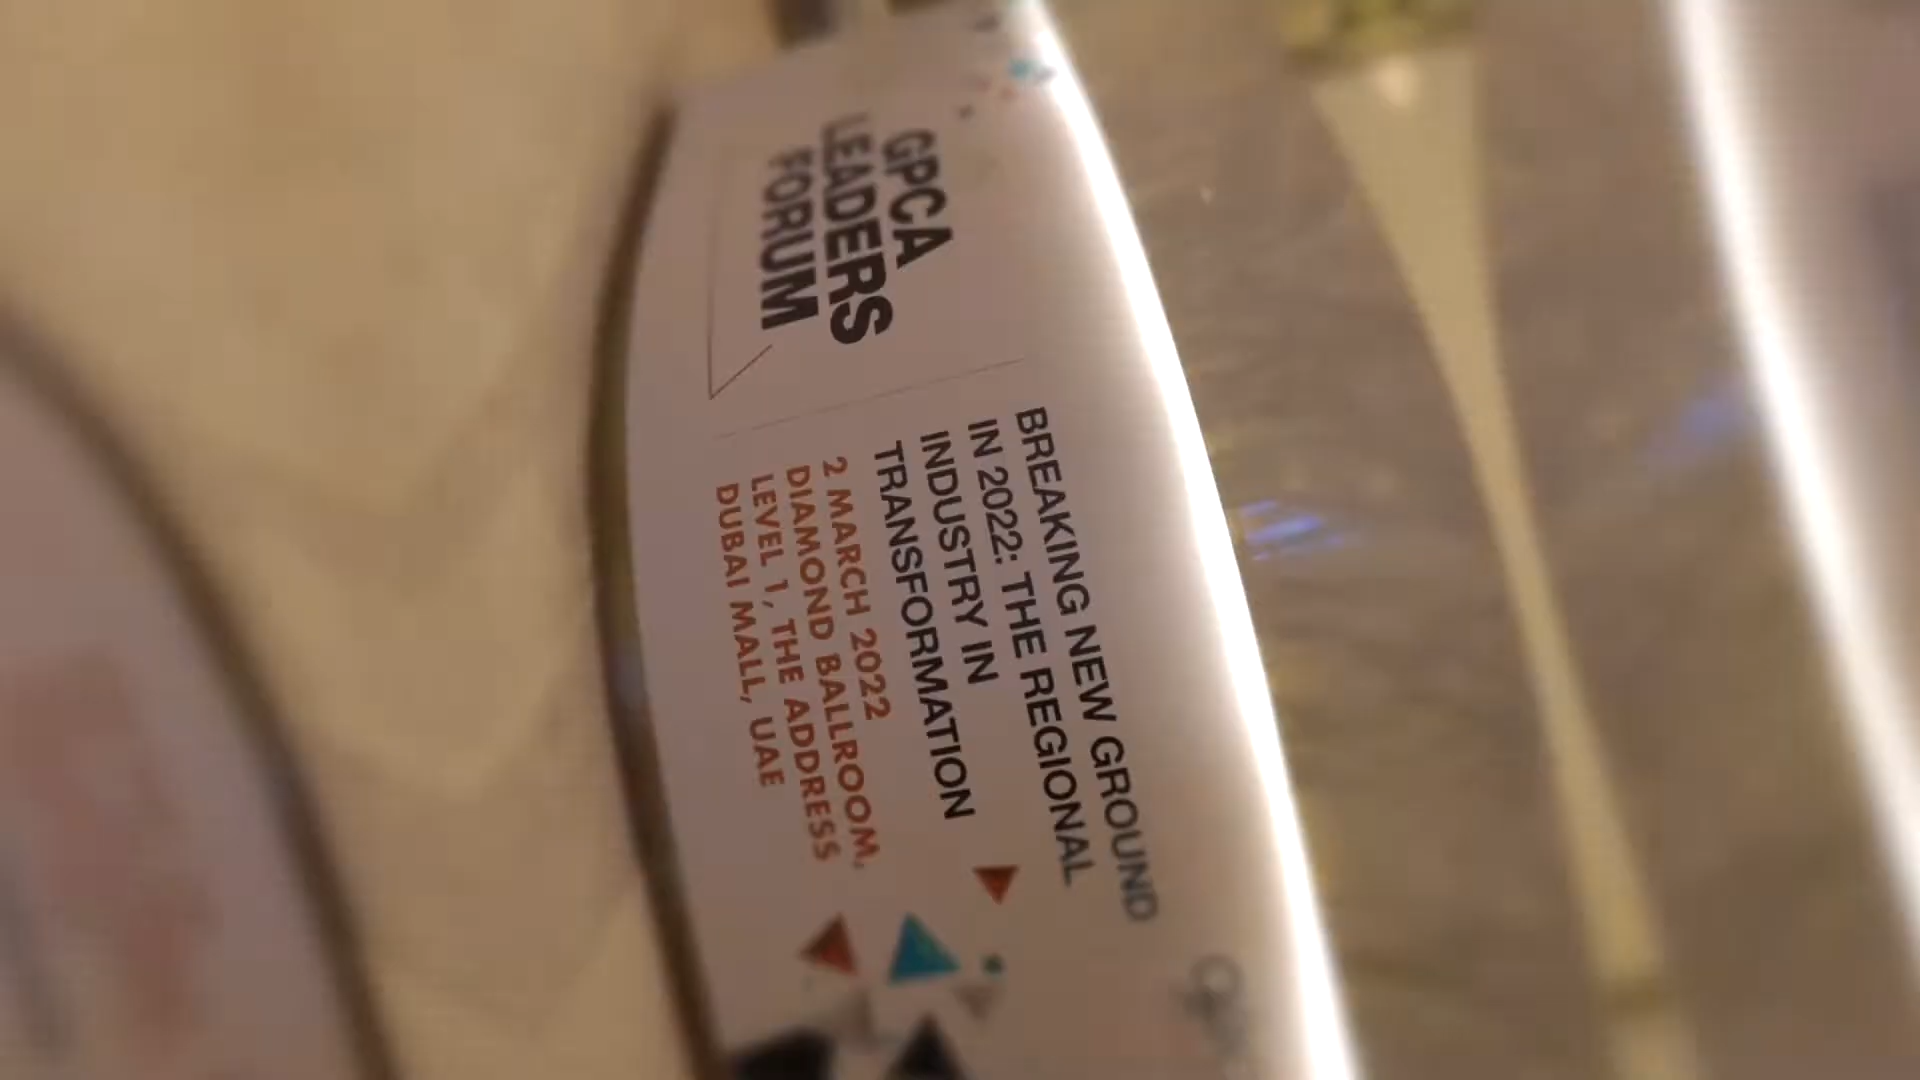 GPCA
LEADERS
FORUM
BREAKING NEW GROUND
IN 2022: THE REGIONAL
INDUSTRY IN
TRANSFORMATION
2 MARCH 2022
DIAMOND BALLROOM,
LEVEL 1, THE ADDRESS
DUBAI MALL, UAE